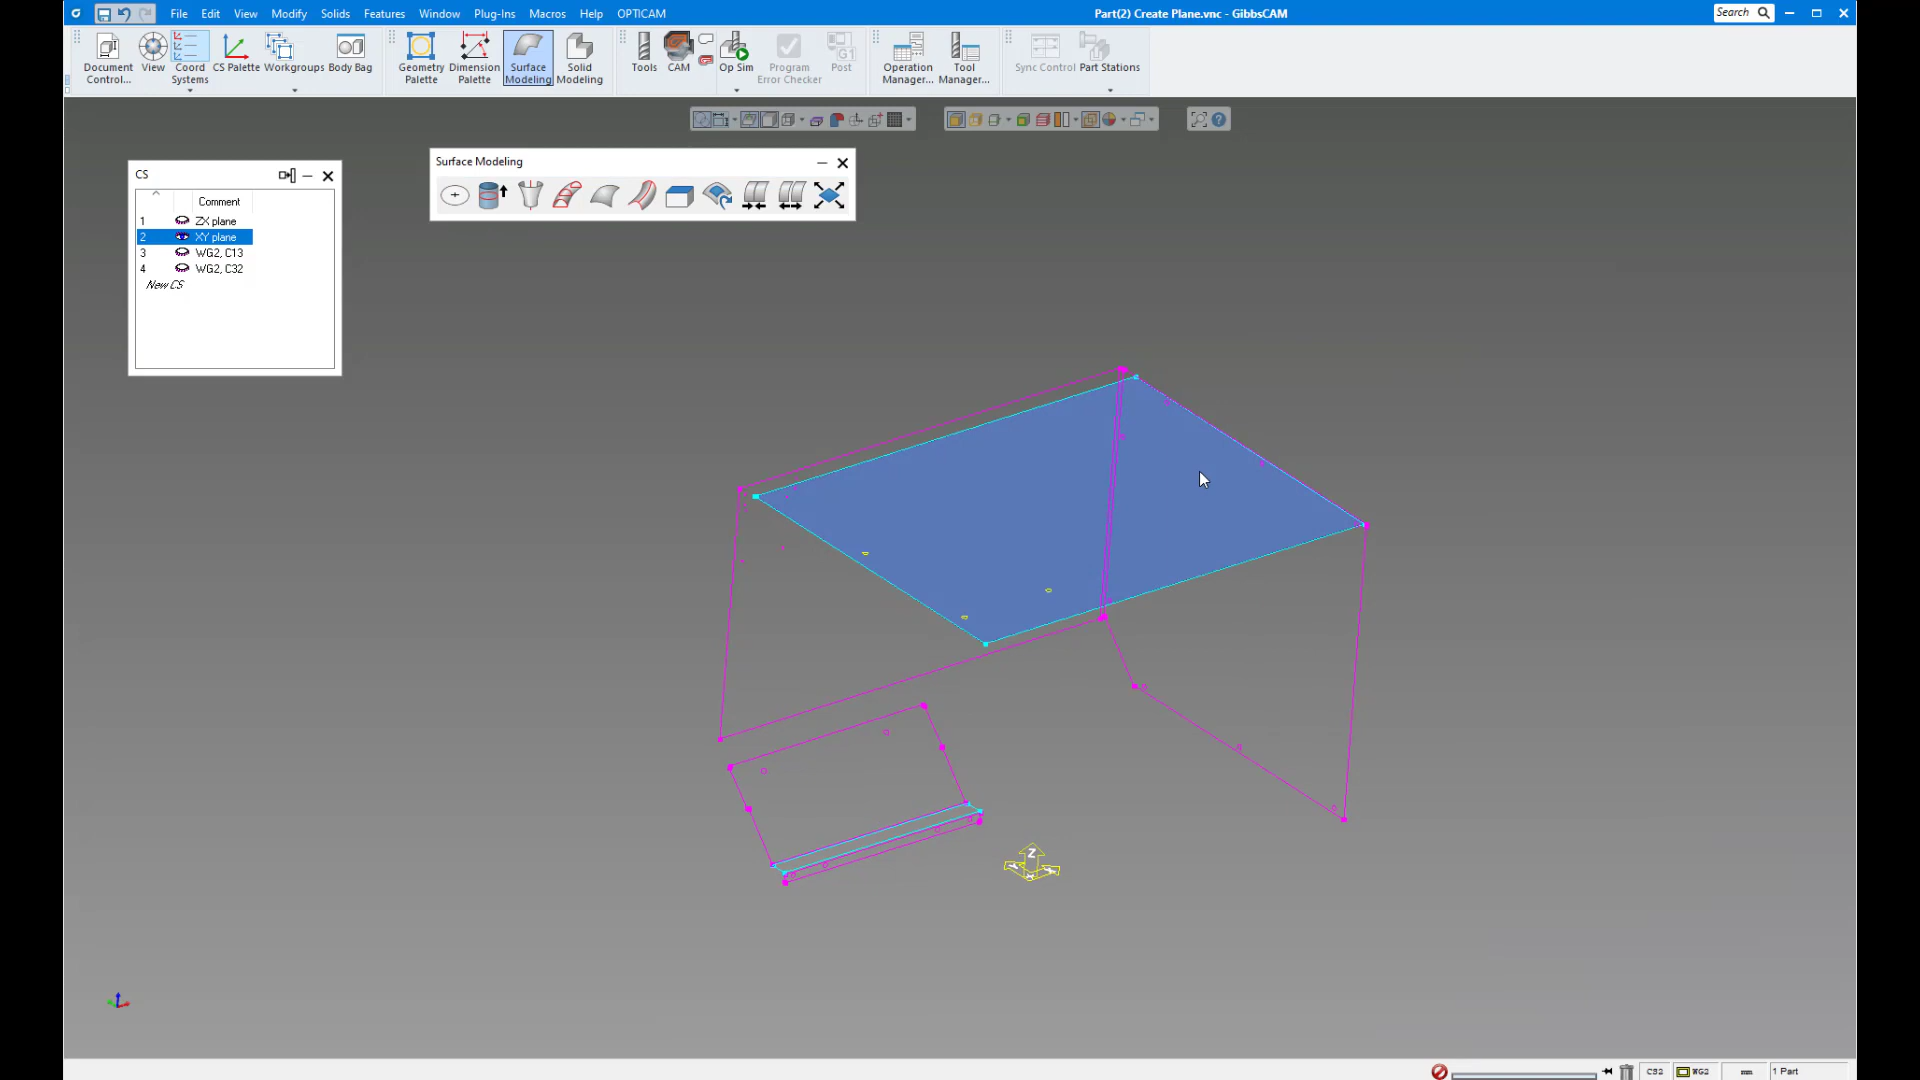 File Edit View Modify Solids Features Window Plug-Ins Macros Help OPTICAM
Part(2) Create Plane.vnc - GibbsCAM
Search
Document Control...
View
Coord Systems
CS Palette
Workgroups
Body Bag
Geometry Palette
Dimension Palette
Surface Modeling
Solid Modeling
Tools
CAM
Op Sim
Program Error Checker
Post
Operation Manager...
Tool Manager...
Sync Control
Part Stations
CS
Comment
1 ZX plane
2 XY plane
3 WG2, C13
4 WG2, C32
New CS
Surface Modeling
Z
CS2
WG2
mm
1 Part